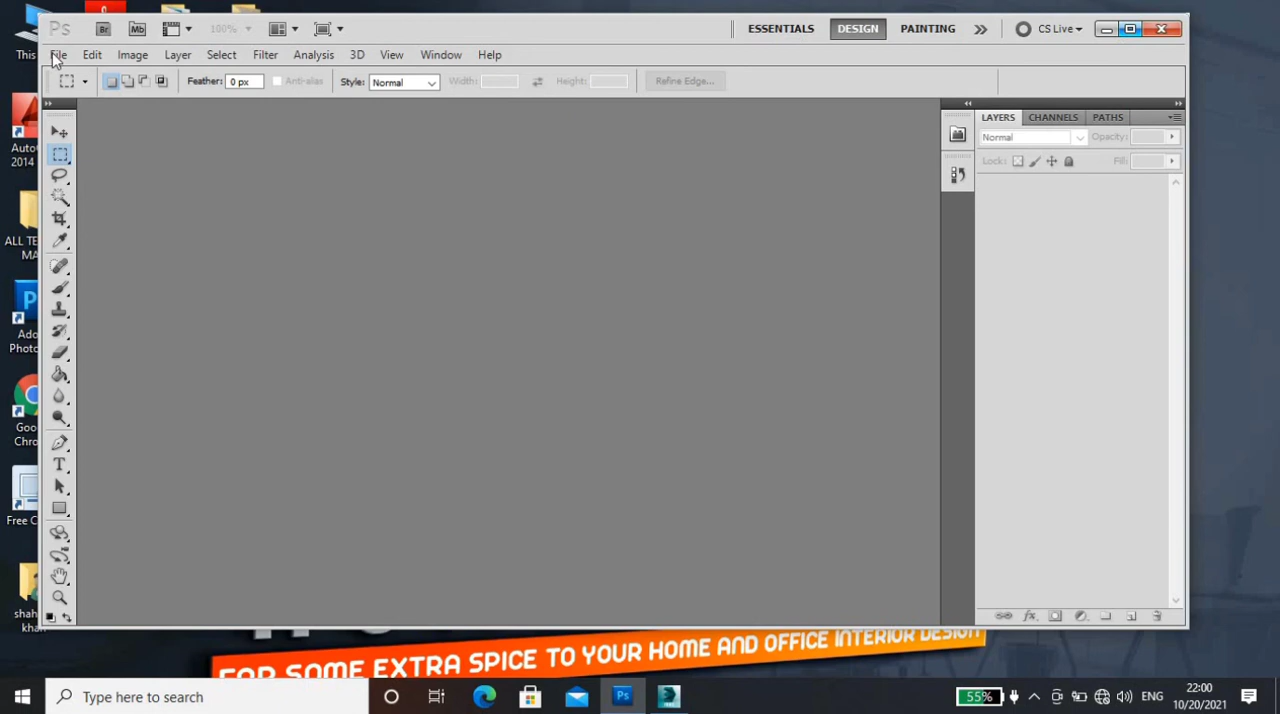 This
Ps
Br
Mb
100%
ESSENTIALS
DESIGN
PAINTING
CS Live
File
Edit
Image
Layer
Select
Filter
Analysis
3D
View
Window
Help
Feather: 0 px
Anti-alias
Style: Normal
Width:
Height:
Refine Edge...
LAYERS
CHANNELS
PATHS
Normal
Opacity:
Lock:
Fill:
2014
ALL TE
MA
Ado
Photo
Goo
Chro
Free C
shah
khan
FOR SOME EXTRA SPICE TO YOUR HOME AND OFFICE INTERIOR DESIGN
Type here to search
Ps
55%
ENG
22:00
10/20/2021